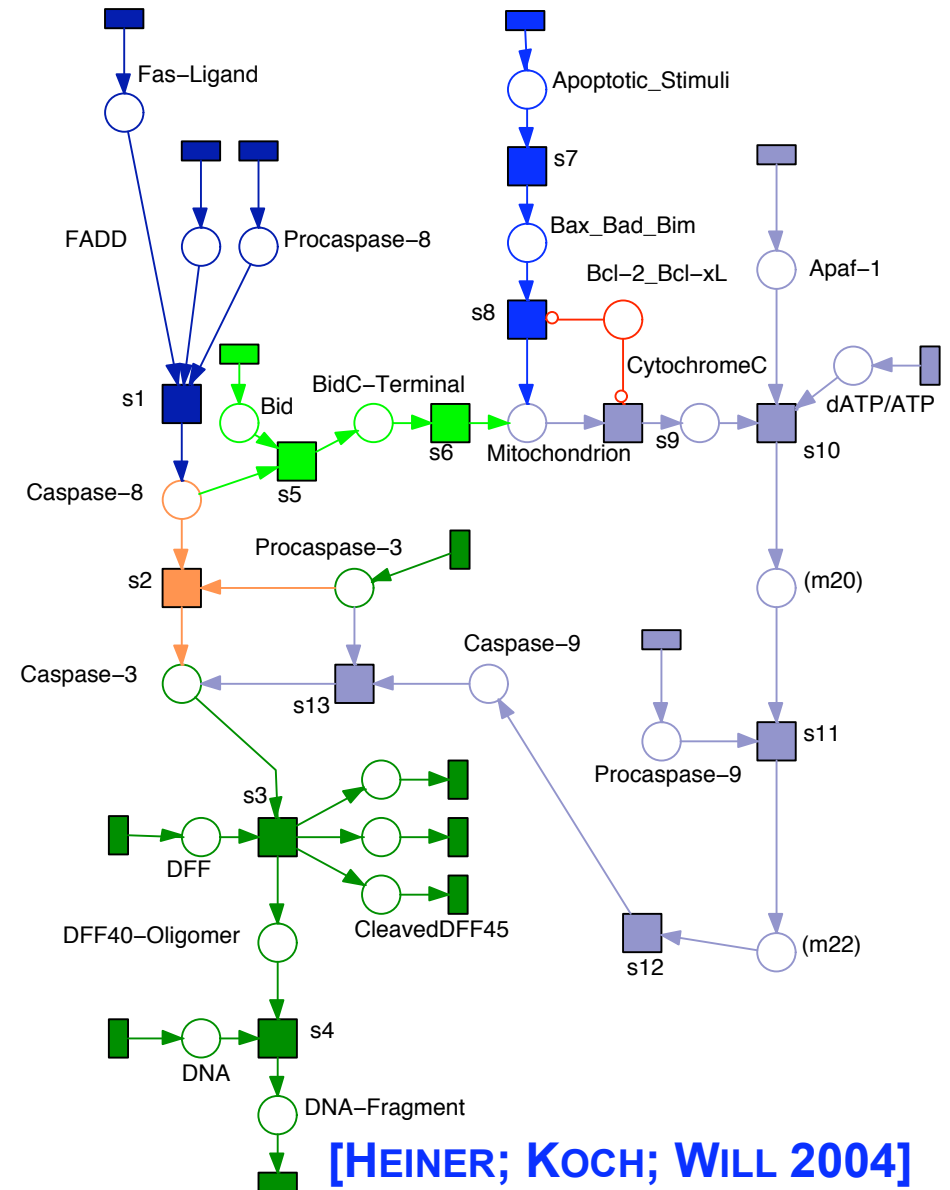 Fas−Ligand
Apoptotic_Stimuli
s7
FADD
Procaspase−8
Bax_Bad_Bim
Apaf−1
Bcl−2_Bcl−xL
s8
CytochromeC
BidC−Terminal
s1
Bid
dATP/ATP
s9
s10
s6
Mitochondrion
s5
Caspase−8
Procaspase−3
s2
(m20)
Caspase−9
Caspase−3
s13
s11
Procaspase−9
s3
DFF
CleavedDFF45
DFF40−Oligomer
(m22)
s12
s4
DNA
DNA−Fragment
[HEINER; KOCH; WILL 2004]